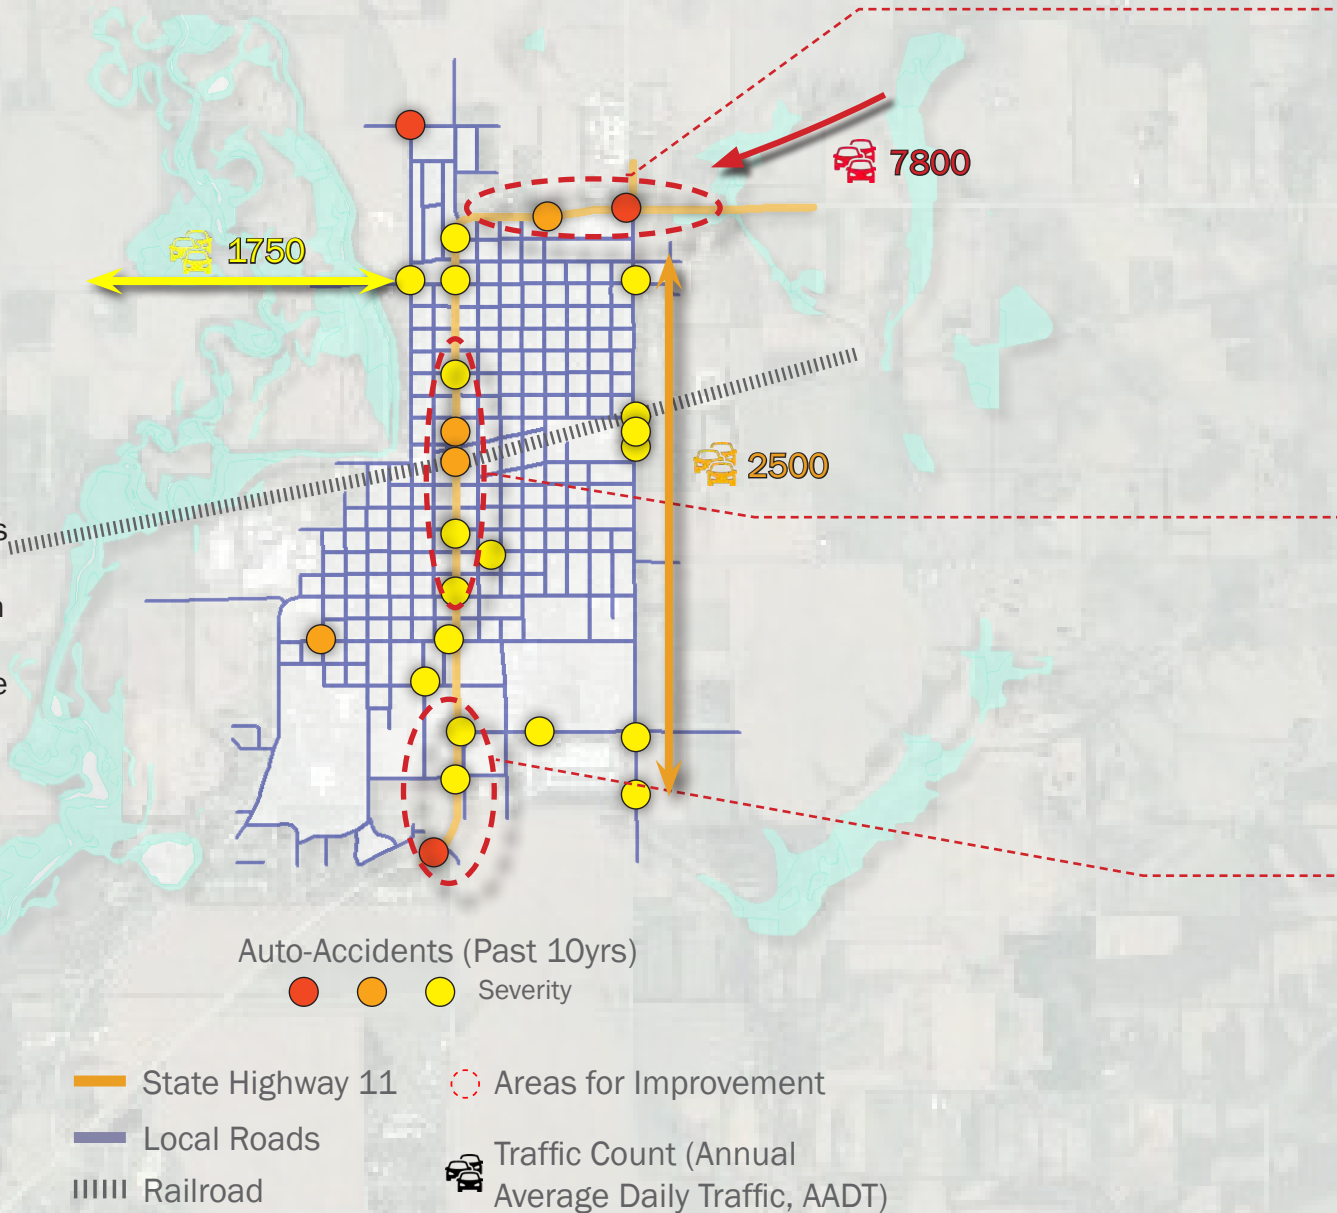 7800
1750
2500
s
e
Auto-Accidents (Past 10yrs)
Severity
State Highway 11
Areas for Improvement
Local Roads
Traffic Count (Annual
Average Daily Traffic, AADT)
Railroad